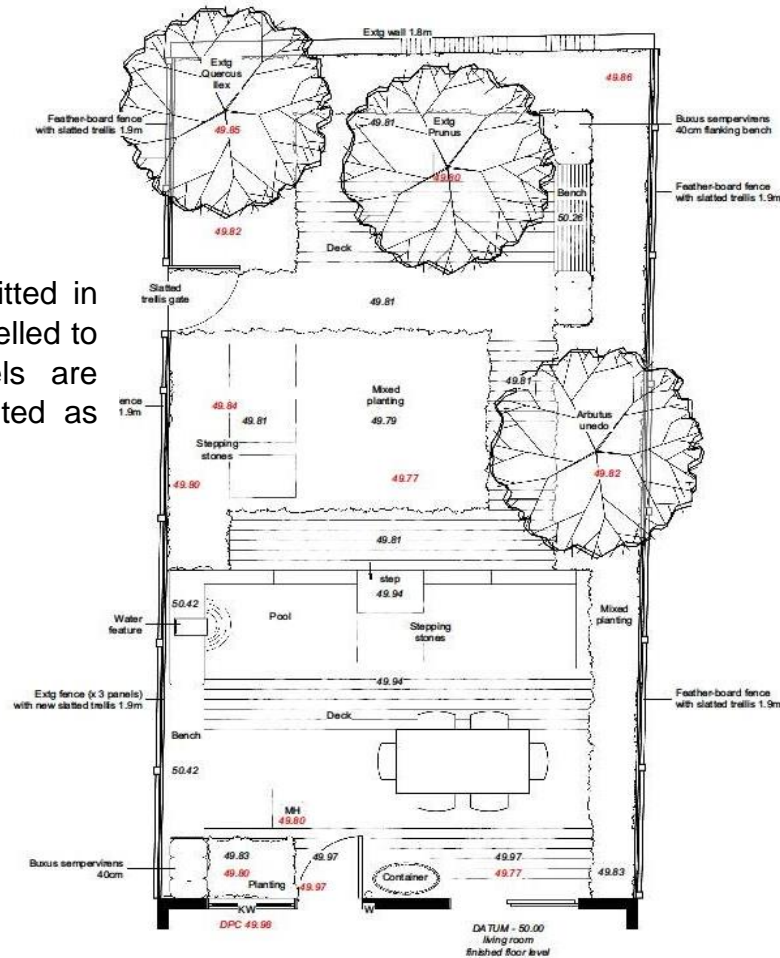 Extg wall 1.8m
Extg
Quercus
Ilex
49.86
Feather-board fence
with slatted trellis 1.9m
49.85
49.81
Extg
Prunus
49.80
Buxus sempervirens
40cm flanking bench
Feather-board fence
with slatted trellis 1.9m
Bench
50.26
49.82
Deck
Slatted
trellis gate
49.81
itted in
elled to
els are
ted as
ence
1.9m
49.84
49.81
Stepping
stones
49.80
Mixed
planting
49.79
49.77
49.81
Arbutus
unedo
49.82
49.81
step
49.94
50.42
Water
feature
Pool
Stepping
stones
Mixed
planting
49.94
Extg fence (x 3 panels)
with new slatted trellis 1.9m
Deck
Feather-board fence
with slatted trellis 1.9m
Bench
50.42
MH
49.80
Buxus sempervirens
40cm
49.83
49.80
Planting
49.97
49.97
Container
49.97
49.77
49.83
KW
W
DPC 49.98
DATUM - 50.00
living room
finished floor level